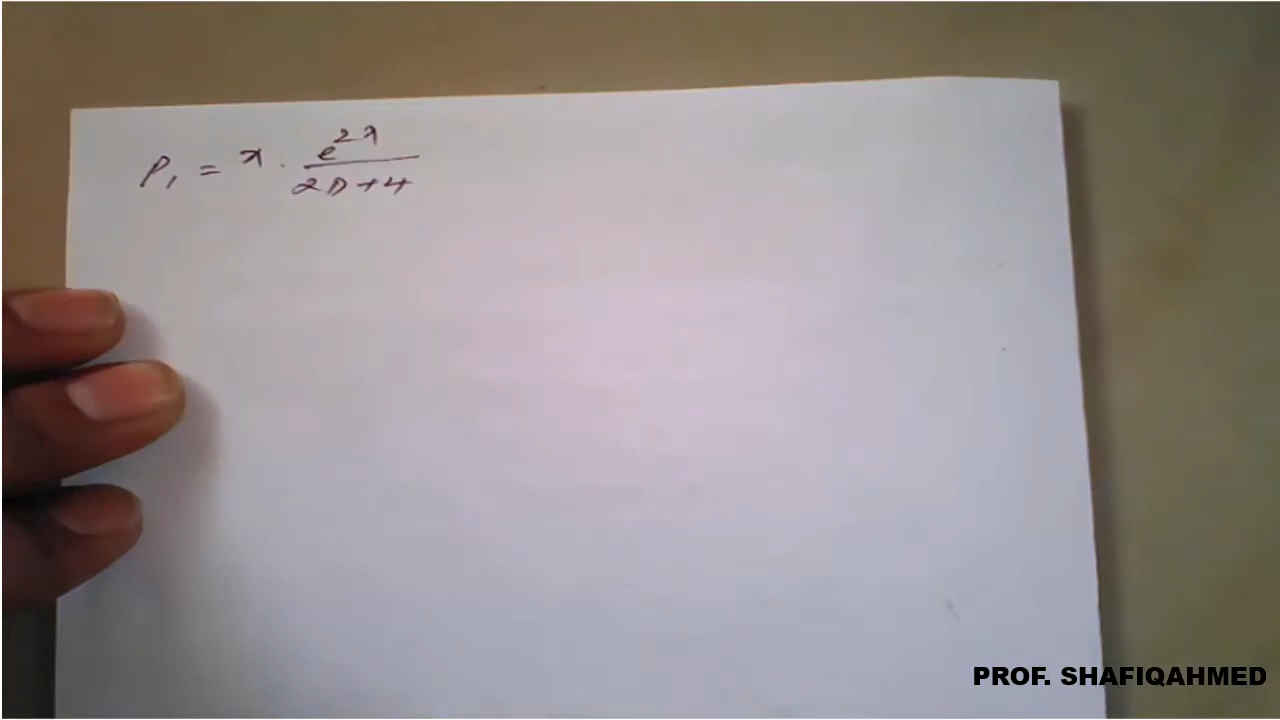 P₁ = x · e^{2x} / 2D+4
PROF. SHAFIQAHMED